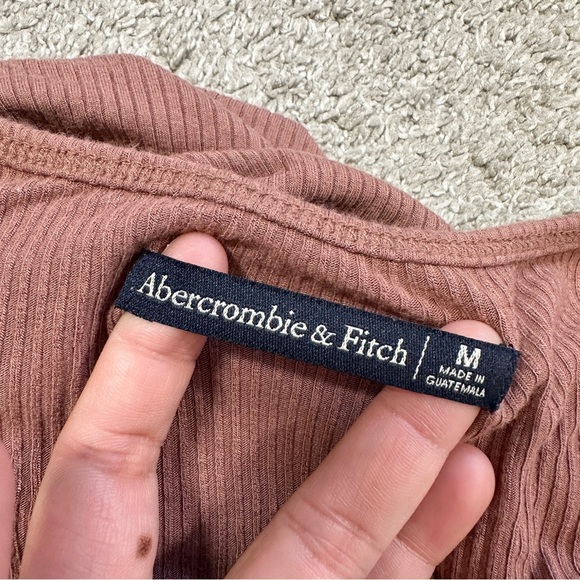 Abercrombie & Fitch | M
MADE IN
GUATEMALA